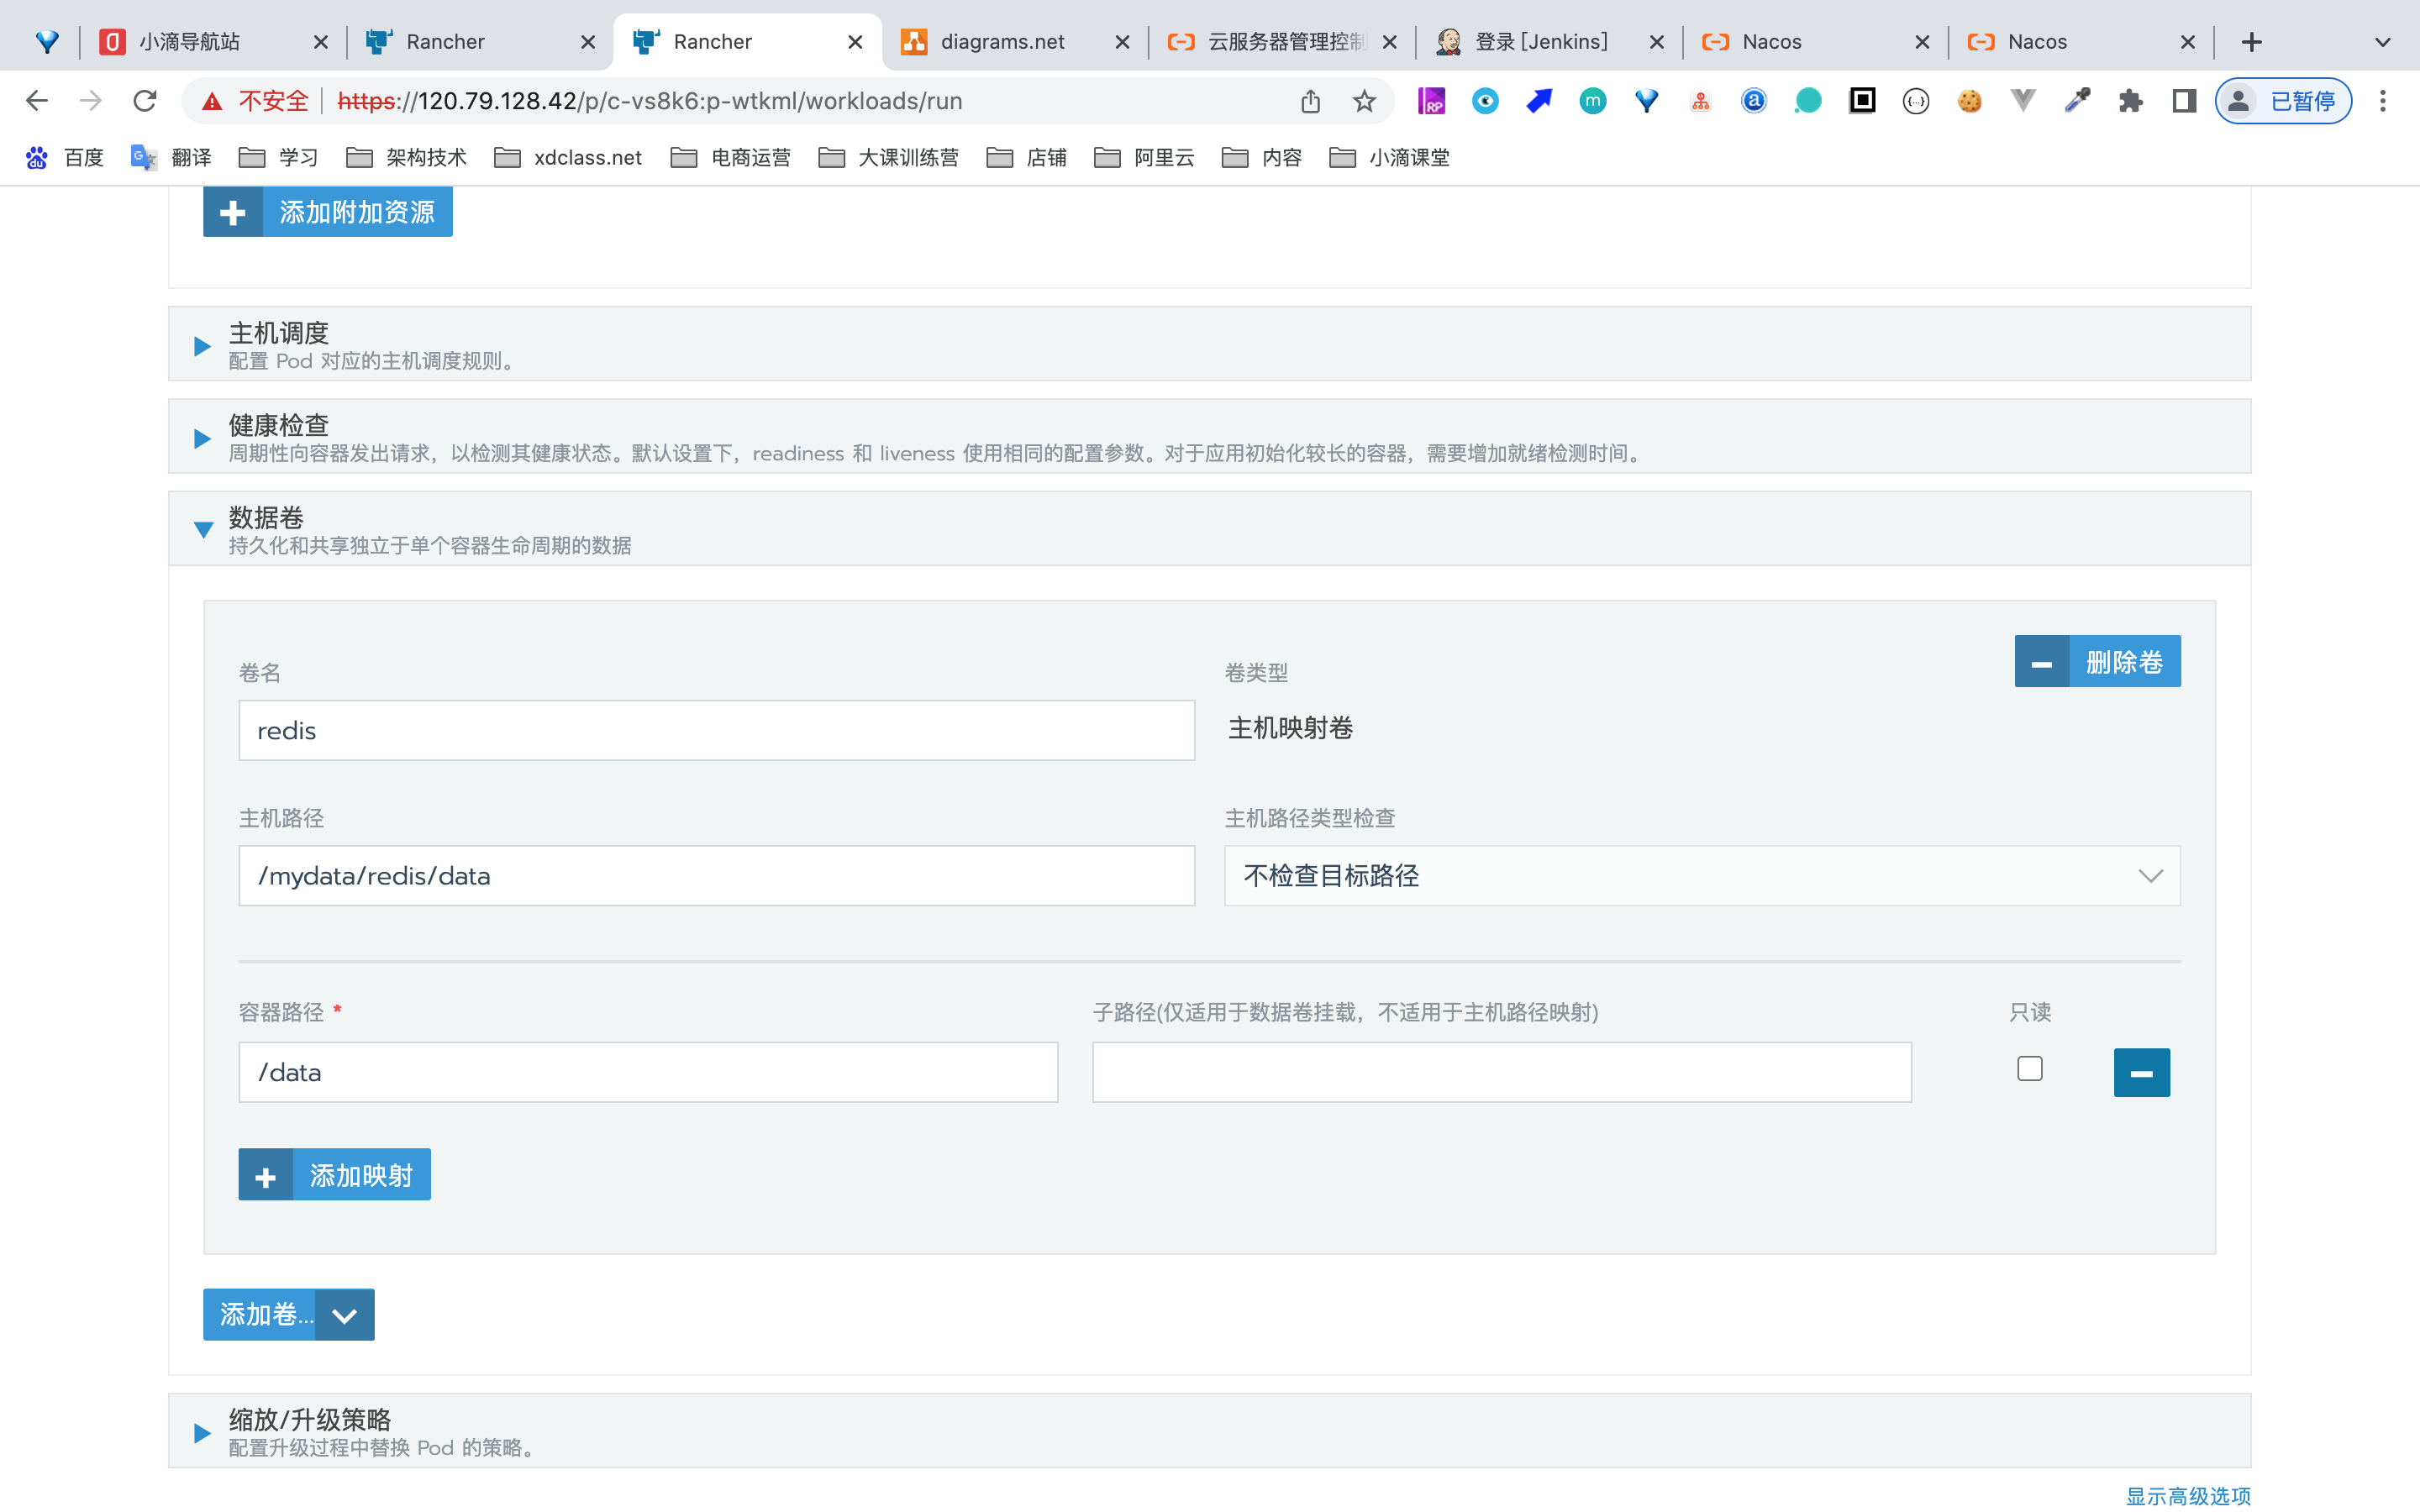 小滴导航站
Rancher
Rancher
diagrams.net
云服务器管理控制
登录 [Jenkins]
Nacos
Nacos
不安全
https://120.79.128.42/p/c-vs8k6:p-wtkml/workloads/run
已暂停
百度
翻译
学习
架构技术
xdclass.net
电商运营
大课训练营
店铺
阿里云
内容
小滴课堂
添加附加资源
主机调度
配置 Pod 对应的主机调度规则。
健康检查
周期性向容器发出请求，以检测其健康状态。默认设置下，readiness 和 liveness 使用相同的配置参数。对于应用初始化较长的容器，需要增加就绪检测时间。
数据卷
持久化和共享独立于单个容器生命周期的数据
删除卷
卷名
卷类型
redis
主机映射卷
主机路径
主机路径类型检查
/mydata/redis/data
不检查目标路径
容器路径 *
子路径(仅适用于数据卷挂载，不适用于主机路径映射)
只读
/data
添加映射
添加卷...
缩放/升级策略
配置升级过程中替换 Pod 的策略。
显示高级选项